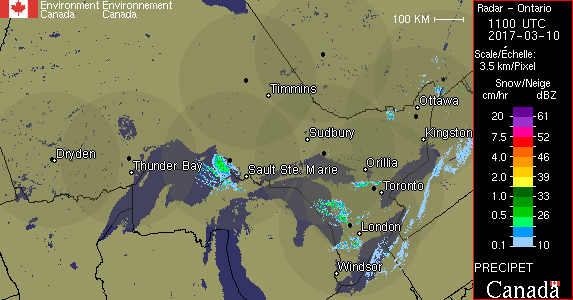 Environment Environnement
Canada Canada
100 KM
Timmins
Ottawa
Sudbury
Kingston
Dryden
Thunder Bay
Sault Ste. Marie
Orillia
Toronto
London
Windsor
Radar - Ontario
1100 UTC
2017-03-10
Scale/Échelle:
3.5 km/Pixel
Snow/Neige
cm/hr dBZ
20 61
7.5 52
4.0 46
2.0 39
1.0 33
0.5 26
0.1 10
PRECIPET
Canada